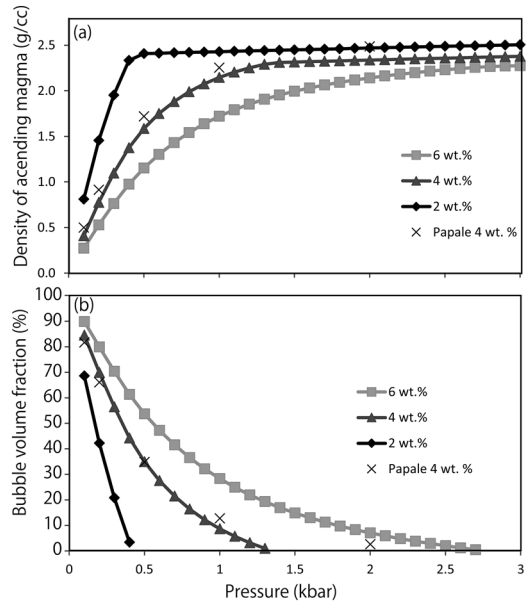 (a)
Density of acending magma (g/cc)
2.5
2.0
1.5
1.0
0.5
0.0
6 wt.%
4 wt.%
2 wt.%
Papale 4 wt. %
(b)
Bubble volume fraction (%)
100
90
80
70
60
50
40
30
20
10
0
6 wt.%
4 wt.%
2 wt.%
Papale 4 wt. %
0 0.5 1 1.5 2 2.5 3
Pressure (kbar)